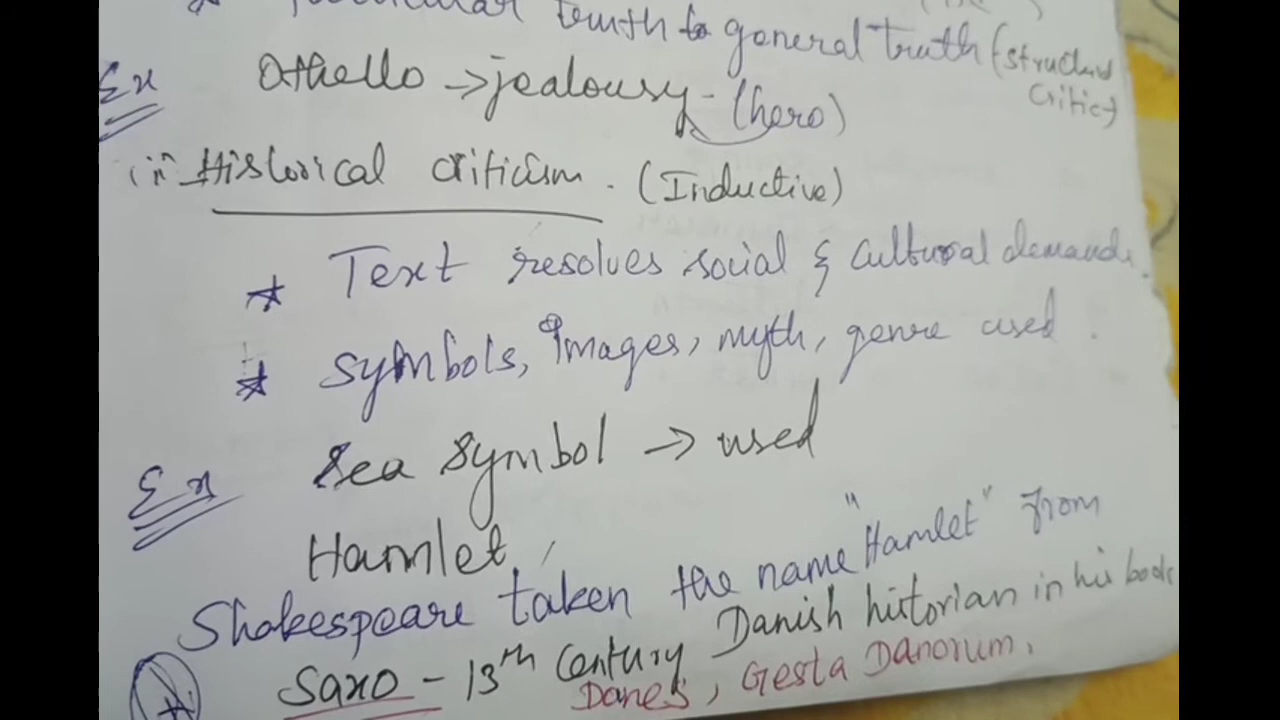 truth to general truth (structural
critic)
Ex Othello → jealousy - (hero)
(ii) Historical criticism. (Inductive)
* Text resolves social & cultural demands.
* Symbols, Images, myth, genre used.
Ex Sea Symbol → used
Hamlet,
Shakespeare taken the name "Hamlet" from
Saxo - 13th century Danish historian in his book
Danes, Gesta Danorum.